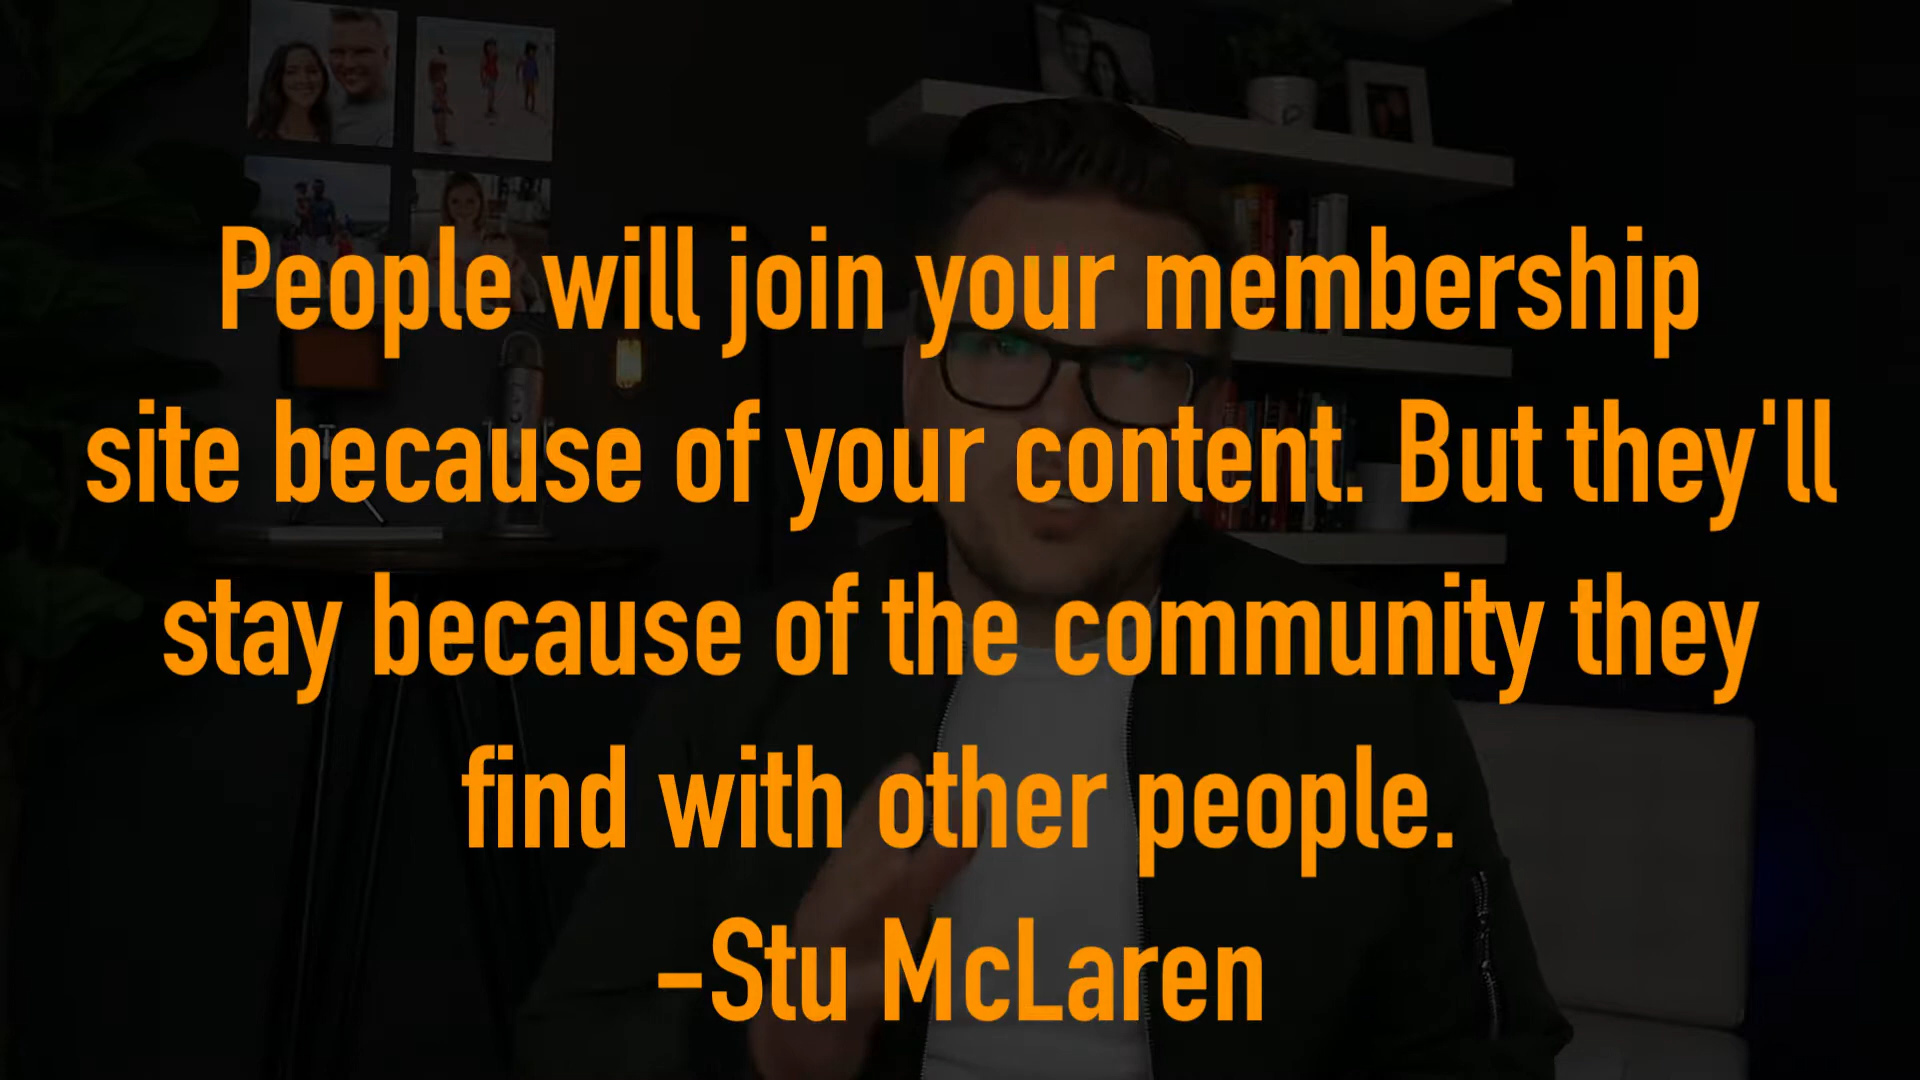 People will join your membership
site because of your content. But they'll
stay because of the community they
find with other people.
-Stu McLaren